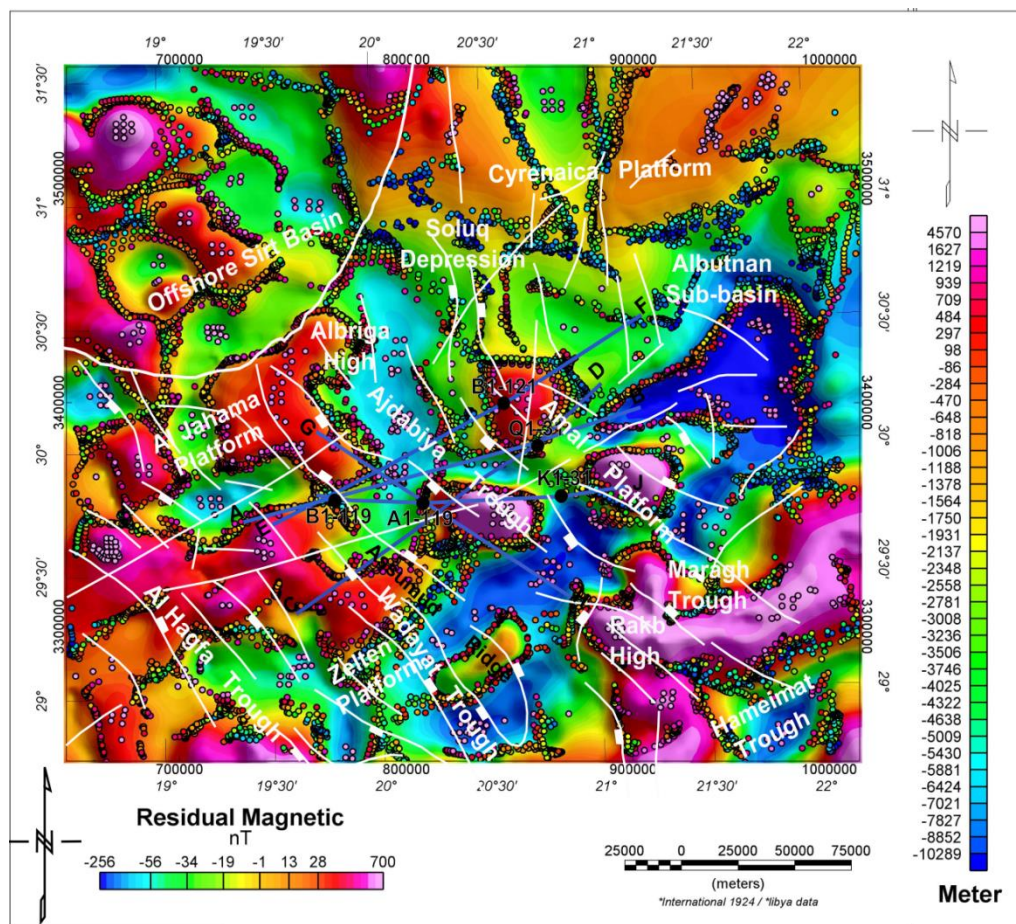 19° 19°30' 20° 20°30' 21° 21°30' 22°
700000 800000 900000 1000000
31°30'
31°
30°30'
30°
29°30'
29°
3500000
3400000
3300000
3500000
3400000
3300000
31°
30°30'
30°
29°30'
29°
N
Cyrenaica Platform
Soluq
Depression
Offshore Sirt Basin
Albutnan
Sub-basin
Albriga
High
F
D
B
B1-121
Amal
Platform
Al Jahama
Platform
Ajdabiya
Trough
G
K1-31
J
A
E
B1-119
A1-119
Maragh
Trough
Rakb
High
Wadayat
Trough
Zelten
Platform
Ridge
C
Al Hagfa
Trough
Hameimat
Trough
700000 800000 900000 1000000
19° 19°30' 20° 20°30' 21° 21°30' 22°
N
Residual Magnetic
nT
-256 -56 -34 -19 -1 13 28 700
25000 0 25000 50000 75000
(meters)
*International 1924 / *libya data
4570
1627
1219
939
709
484
297
98
-86
-284
-470
-648
-818
-1006
-1188
-1378
-1564
-1750
-1931
-2137
-2348
-2558
-2781
-3008
-3236
-3506
-3746
-4025
-4322
-4638
-5009
-5430
-5881
-6424
-7021
-7827
-8852
-10289
Meter